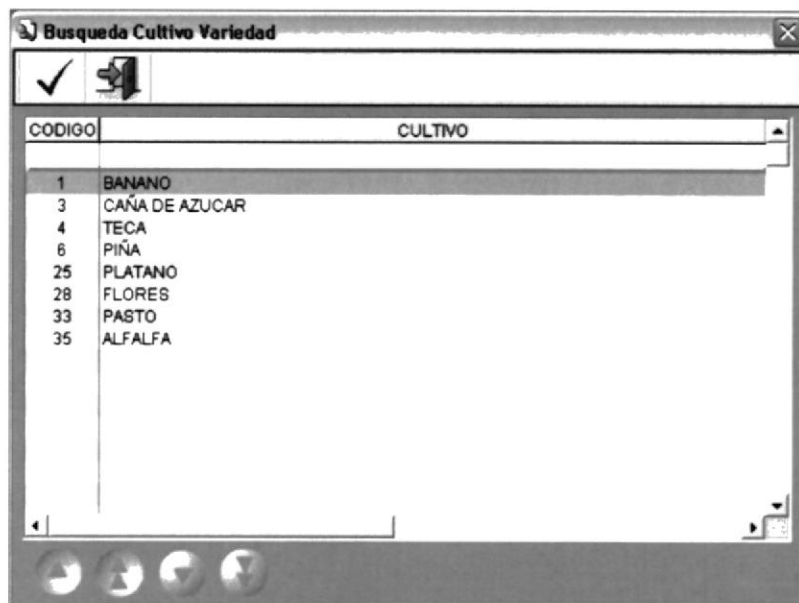 Busqueda Cultivo Variedad
CODIGO CULTIVO
1 BANANO
3 CAÑA DE AZUCAR
4 TECA
6 PIÑA
25 PLATANO
28 FLORES
33 PASTO
35 ALFALFA